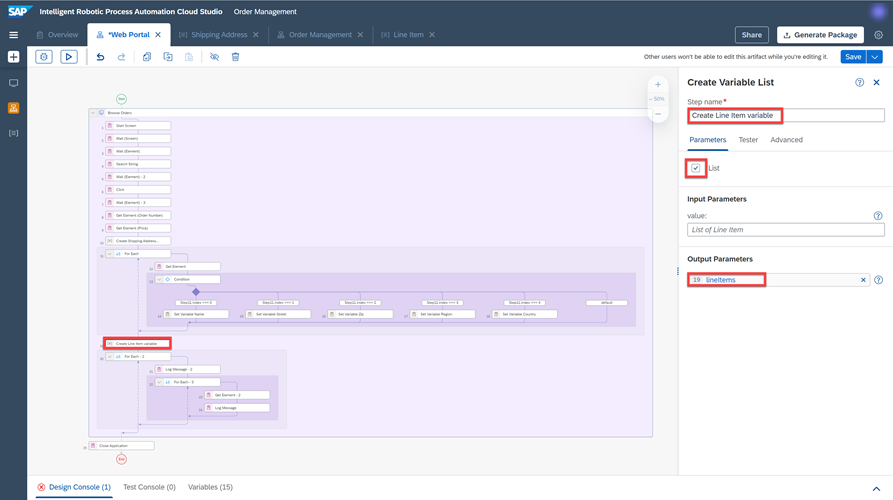 SAP Intelligent Robotic Process Automation Cloud Studio Order Management
Overview *Web Portal Shipping Address Order Management Line Item Share Generate Package
Other users won't be able to edit this artifact while you're editing it. Save
Create Variable List
Step name*
Create Line Item variable
Parameters Tester Advanced
List
Input Parameters
value:
List of Line Item
Output Parameters
19 lineItems
50%
Start
Browse Orders
Start Screen
Wait (Screen)
Wait (Element)
Search String
Wait (Element) - 2
Click
Wait (Element) - 3
Get Element (Order Number)
Get Element (Price)
Create Shipping Address...
For Each
Get Element
Condition
Step11.index === 0 Step11.index === 1 Step11.index === 2 Step11.index === 3 Step11.index === 4 default
Set Variable Name Set Variable Street Set Variable Zip Set Variable Region Set Variable Country
Create Line Item variable
For Each - 2
Log Message - 2
For Each - 3
Get Element - 2
Log Message
Close Application
End
Design Console (1) Test Console (0) Variables (15)